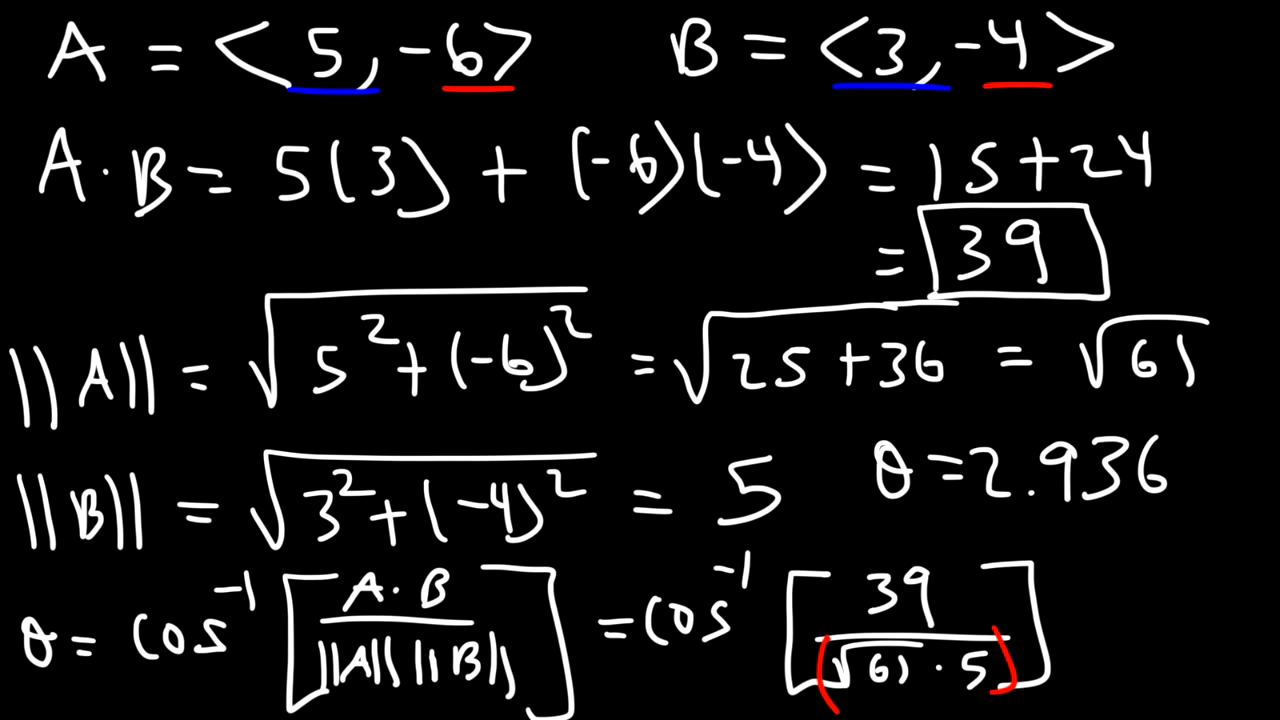 A = <5, -6> B = <3, -4>
A · B = 5(3) + (-6)(-4) = 15 + 24
= 39
||A|| = √(5² + (-6)²) = √(25 + 36) = √61
||B|| = √(3² + (-4)²) = 5 θ = 2.936
θ = cos⁻¹ [A · B / ||A|| ||B||] = cos⁻¹ [39 / (√61 · 5)]